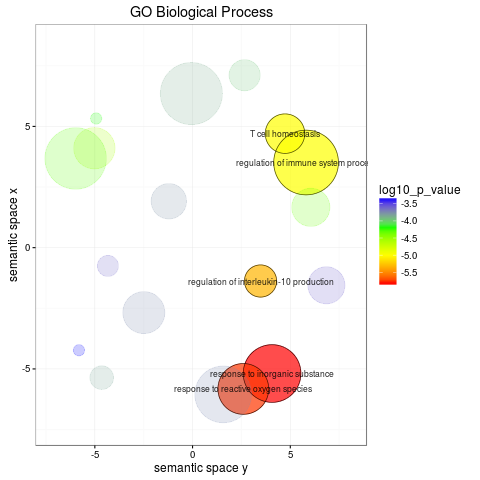 GO Biological Process
semantic space x
5
0
-5
T cell homeostasis
regulation of immune system proce
regulation of interleukin-10 production
response to inorganic substance
response to reactive oxygen species
-5
0
5
semantic space y
log10_p_value
-3.5
-4.0
-4.5
-5.0
-5.5